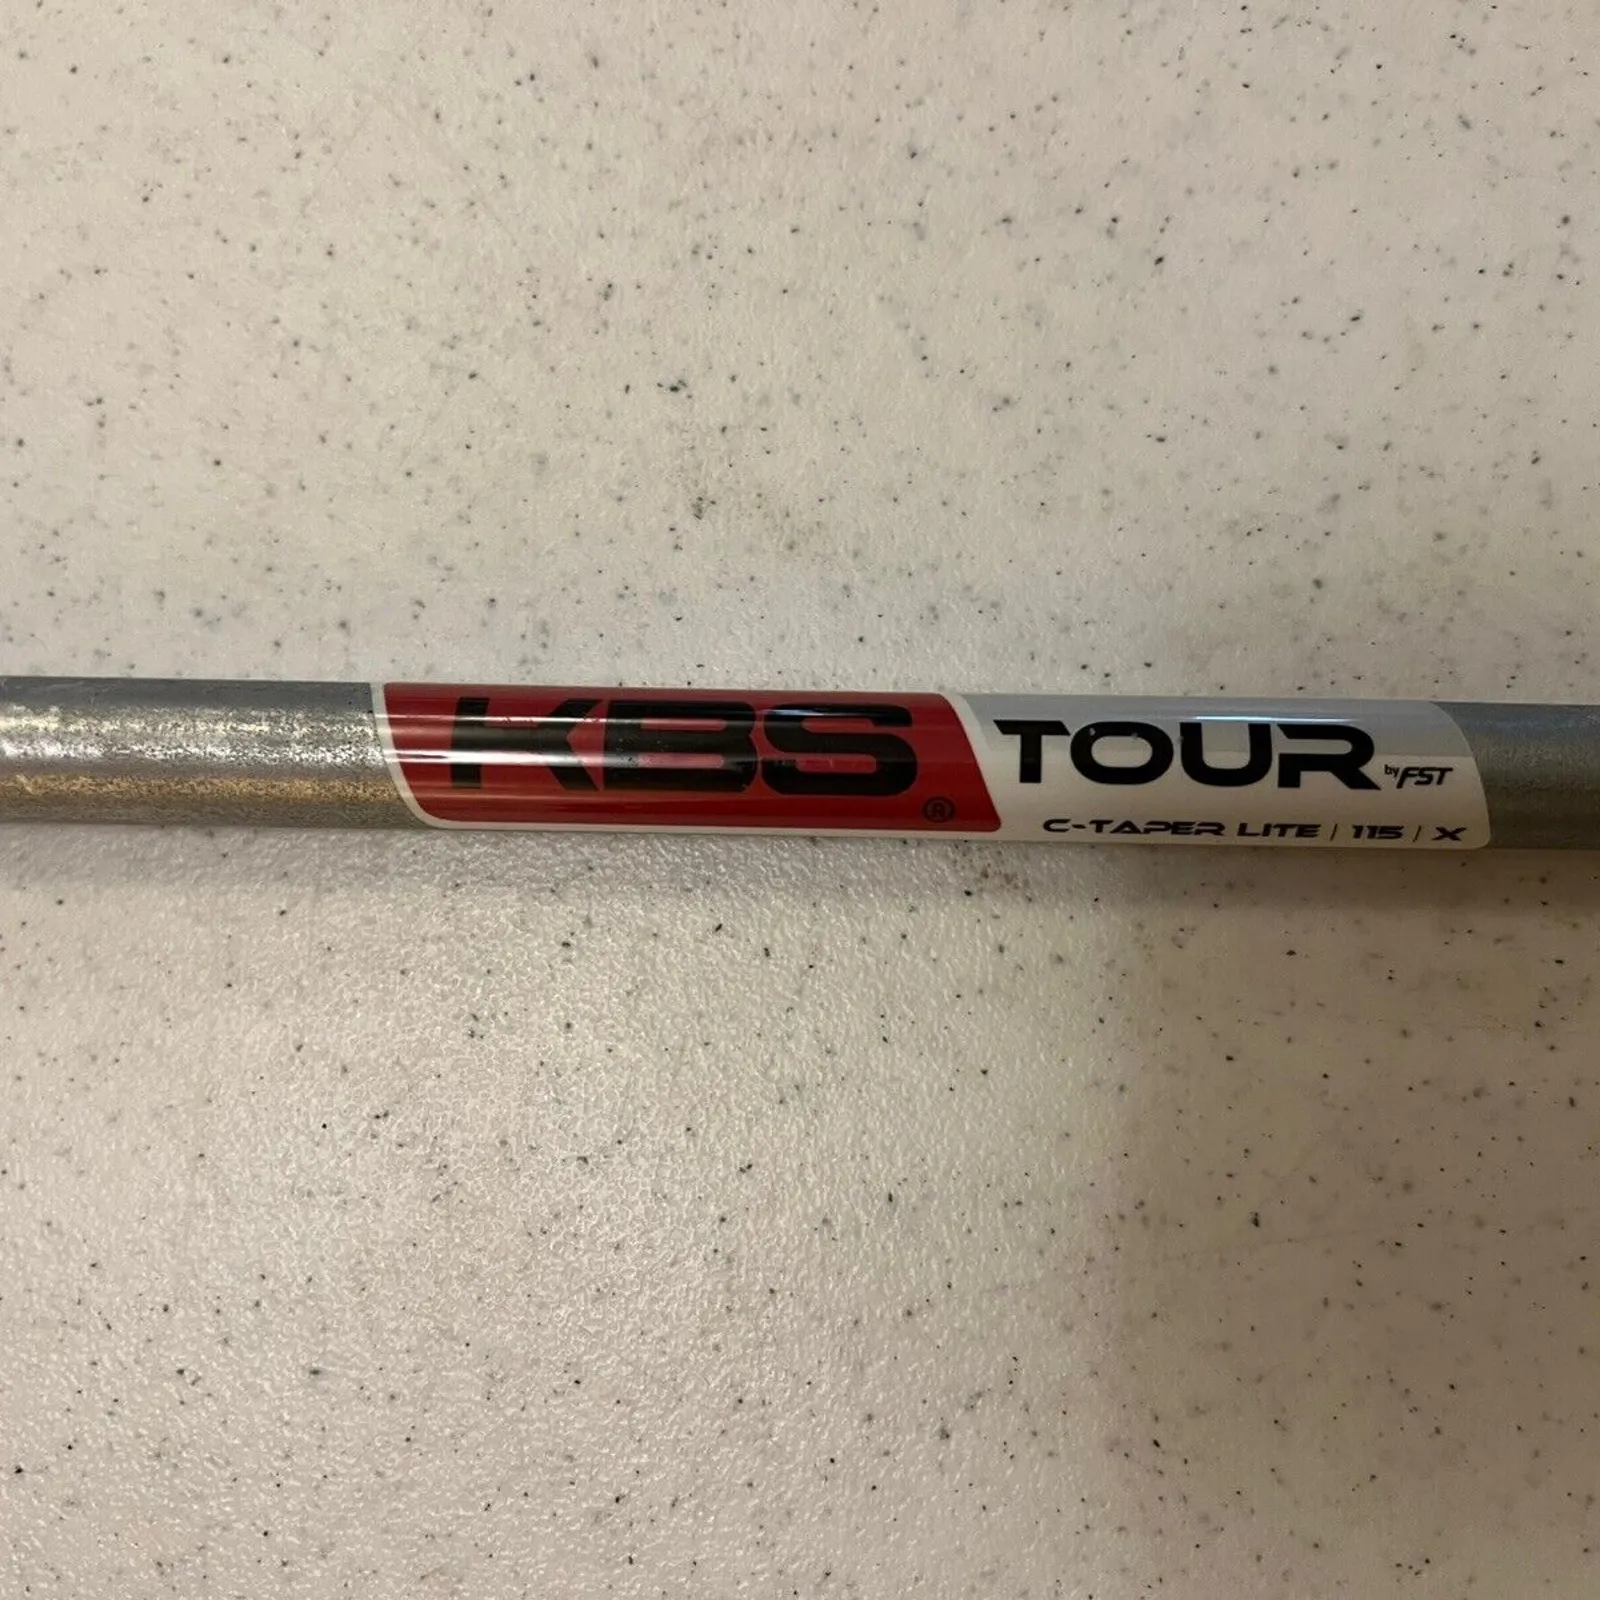 KBS® TOUR by FST
C-TAPER LITE / 115 / X